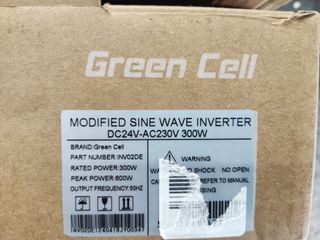 Green Cell
MODIFIED SINE WAVE INVERTER
DC24V-AC230V 300W
BRAND:Green Cell
PART NUMBER:INV02DE
RATED POWER:300W
PEAK POWER:600W
OUTPUT FREQUENCY:50HZ
WARNING
SHOCK NO OPEN
REFER TO MANUAL